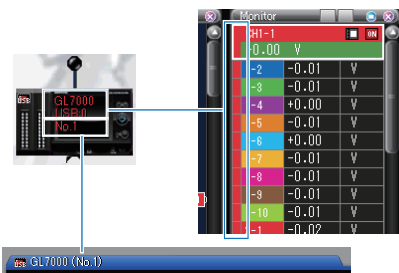 Monitor
CH1-1
ON
-0.00 V
-2 -0.01 V
-3 -0.01 V
-4 +0.00 V
-5 -0.01 V
-6 +0.00 V
-7 -0.01 V
-8 -0.01 V
-9 -0.01 V
-10 -0.01 V
-1 -0.02 V
USB
GL7000
USB:0
No.1
USB GL7000 (No.1)